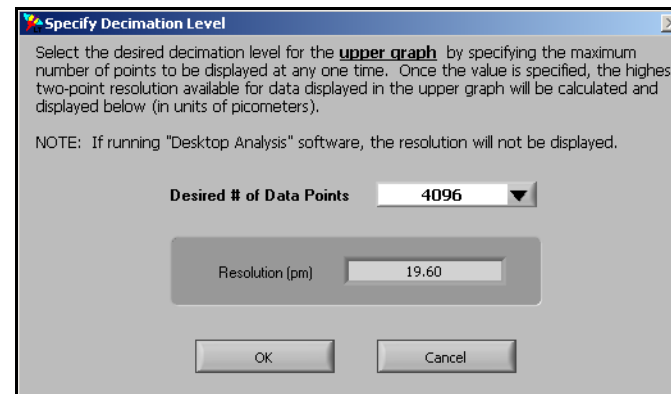 Specify Decimation Level
Select the desired decimation level for the upper graph by specifying the maximum
number of points to be displayed at any one time. Once the value is specified, the highes
two-point resolution available for data displayed in the upper graph will be calculated and
displayed below (in units of picometers).
NOTE: If running "Desktop Analysis" software, the resolution will not be displayed.
Desired # of Data Points 4096
Resolution (pm) 19.60
OK Cancel